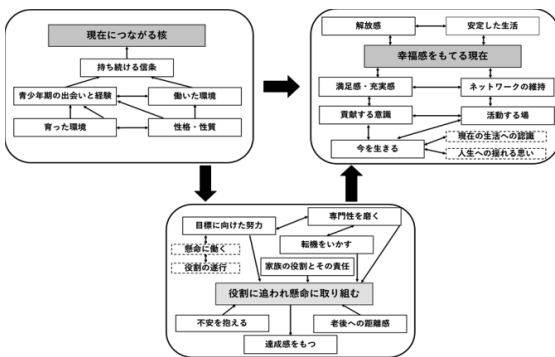 現在につながる核
持ち続ける信条
青少年期の出会いと経験
働いた環境
育った環境
性格・性質
解放感
安定した生活
幸福感をもてる現在
満足感・充実感
ネットワークの維持
貢献する意識
活動する場
今を生きる
現在の生活への認識
人生への揺れる思い
目標に向けた努力
専門性を磨く
懸命に働く
転機をいかす
役割の遂行
家族の役割とその責任
役割に追われ懸命に取り組む
不安を抱える
老後への距離感
達成感をもつ